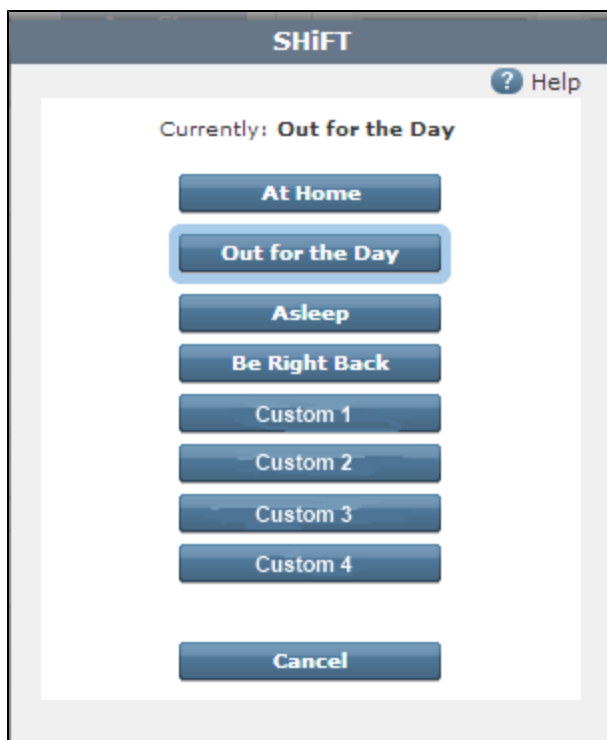 SHiFT
? Help
Currently: Out for the Day
At Home
Out for the Day
Asleep
Be Right Back
Custom 1
Custom 2
Custom 3
Custom 4
Cancel